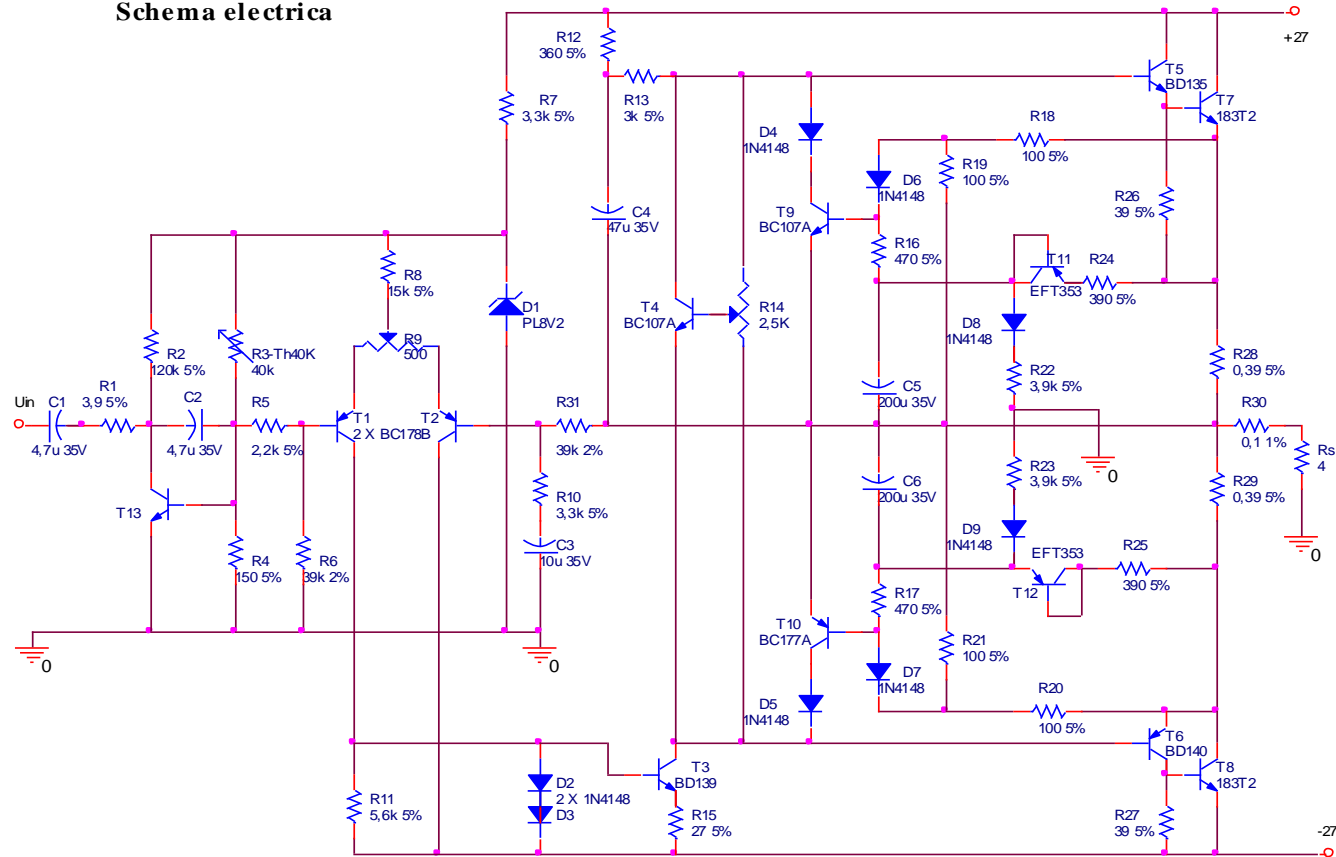 Schema electrica
+27
R12
360 5%
R7
3,3k 5%
R13
3k 5%
T5
BD135
T7
183T2
D4
1N4148
R18
100 5%
R19
100 5%
D6
1N4148
R26
39 5%
C4
47u 35V
T9
BC107A
R16
470 5%
T11
EFT353
R24
390 5%
R8
15k 5%
D1
PL8V2
T4
BC107A
R14
2,5K
D8
1N4148
R2
120k 5%
R3-Th40K
40k
R9
500
R22
3,9k 5%
R28
0,39 5%
Uin
C1
4,7u 35V
R1
3,9 5%
C2
4,7u 35V
R5
2,2k 5%
T1
T2
2 X BC178B
R31
39k 2%
C5
200u 35V
R30
0,1 1%
Rs
4
0
C6
200u 35V
R23
3,9k 5%
R29
0,39 5%
T13
R10
3,3k 5%
R4
150 5%
R6
39k 2%
C3
10u 35V
D9
1N4148
EFT353
T12
R25
390 5%
0
R17
470 5%
T10
BC177A
R21
100 5%
0
0
D7
1N4148
D5
1N4148
R20
100 5%
T6
BD140
T8
183T2
R11
5,6k 5%
D2
2 X 1N4148
D3
T3
BD139
R15
27 5%
R27
39 5%
-27